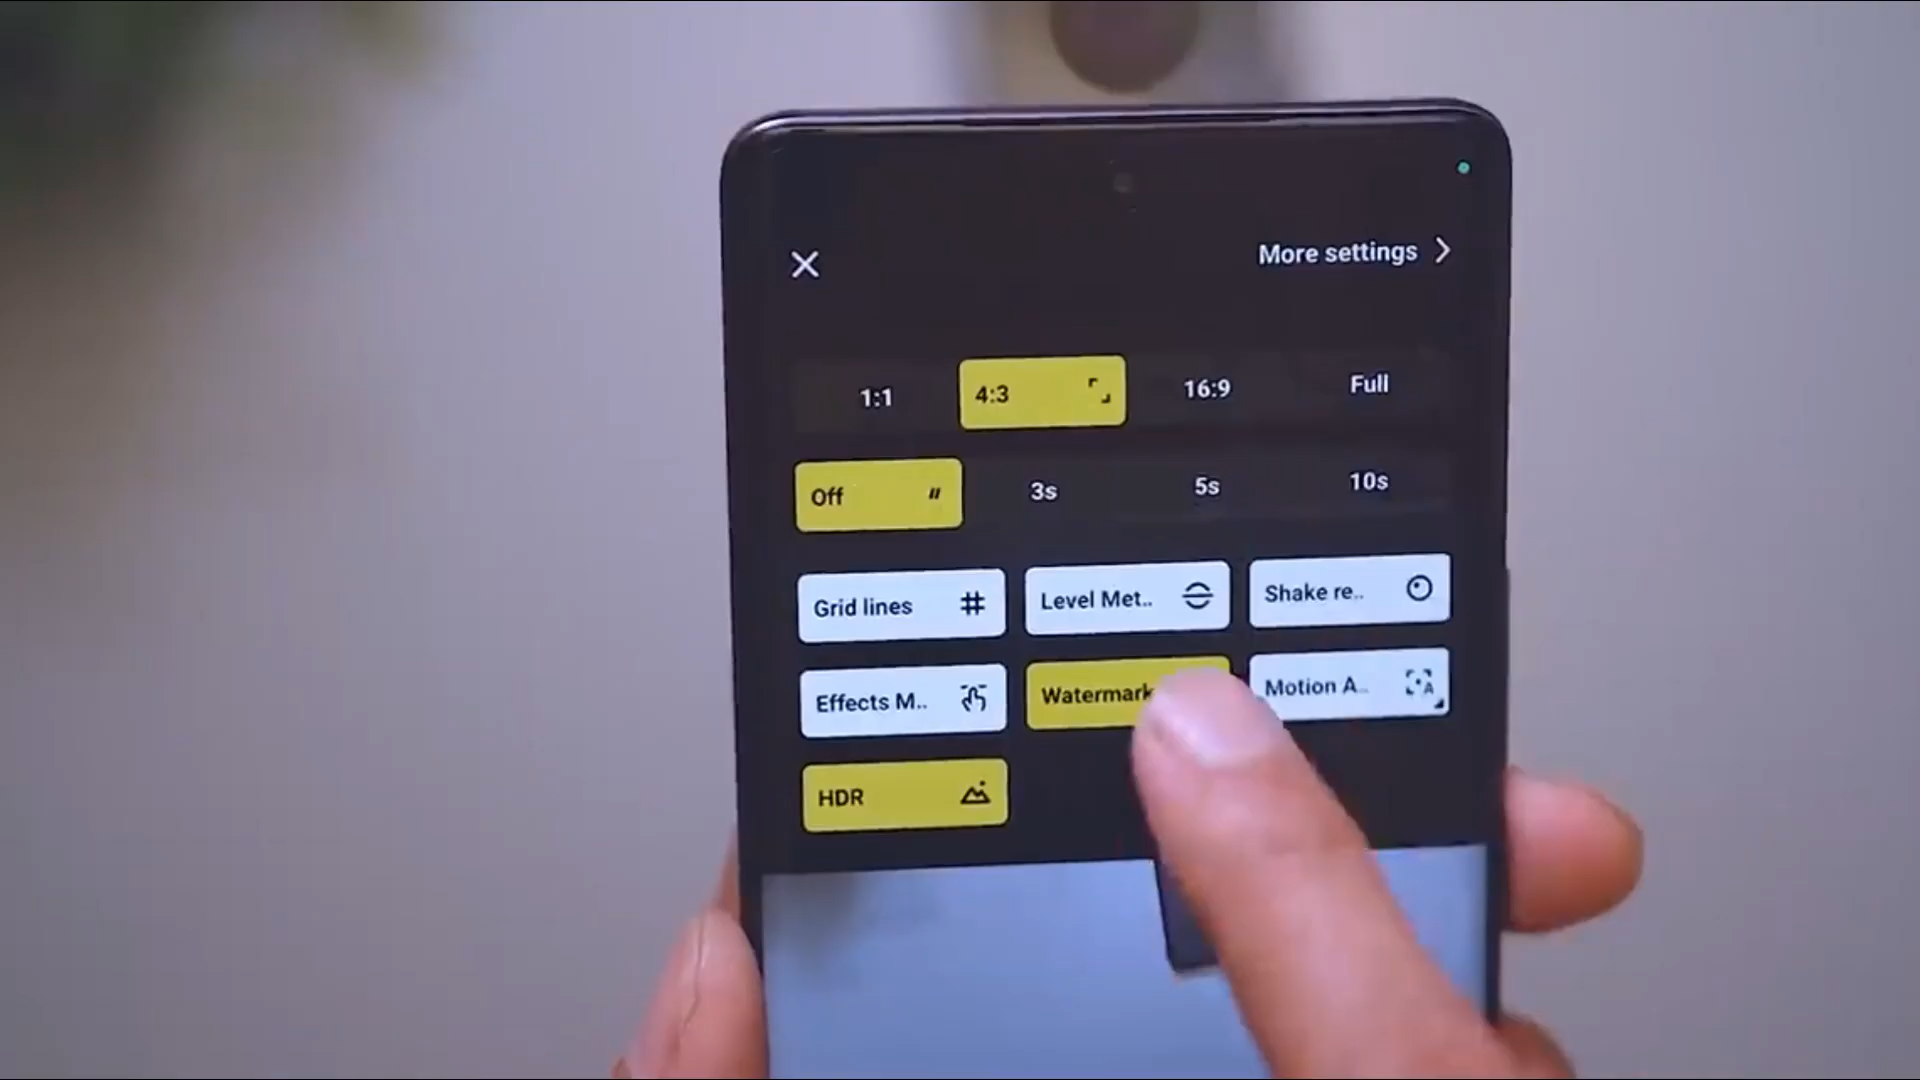 More settings
1:1 4:3 16:9 Full
Off 3s 5s 10s
Grid lines Level Met.. Shake re..
Effects M.. Watermark Motion A..
HDR